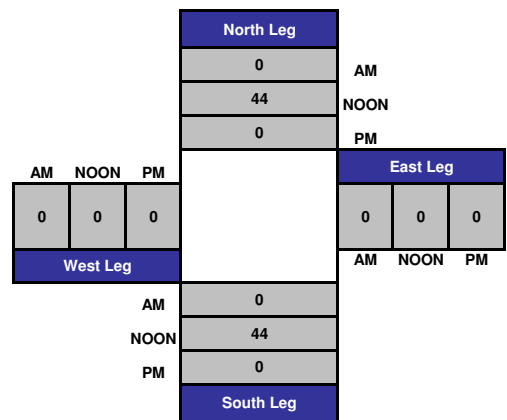 North Leg
0 AM
44 NOON
0 PM
East Leg
AM NOON PM
0 0 0
0 0 0
West Leg
AM NOON PM
AM 0
NOON 44
PM 0
South Leg